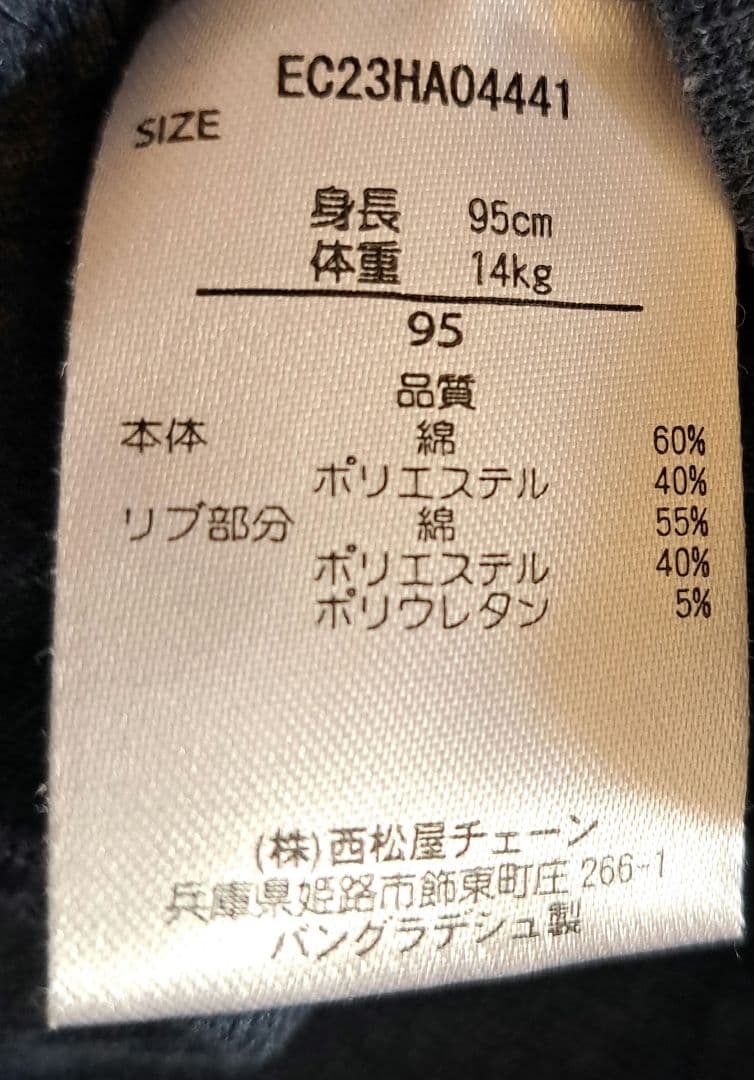 EC23HA04441
SIZE
身長 95cm
体重 14kg
95
品質
本体 綿 60%
ポリエステル 40%
リブ部分 綿 55%
ポリエステル 40%
ポリウレタン 5%
(株)西松屋チェーン
兵庫県姫路市飾東町庄 266-1
バングラデシュ製